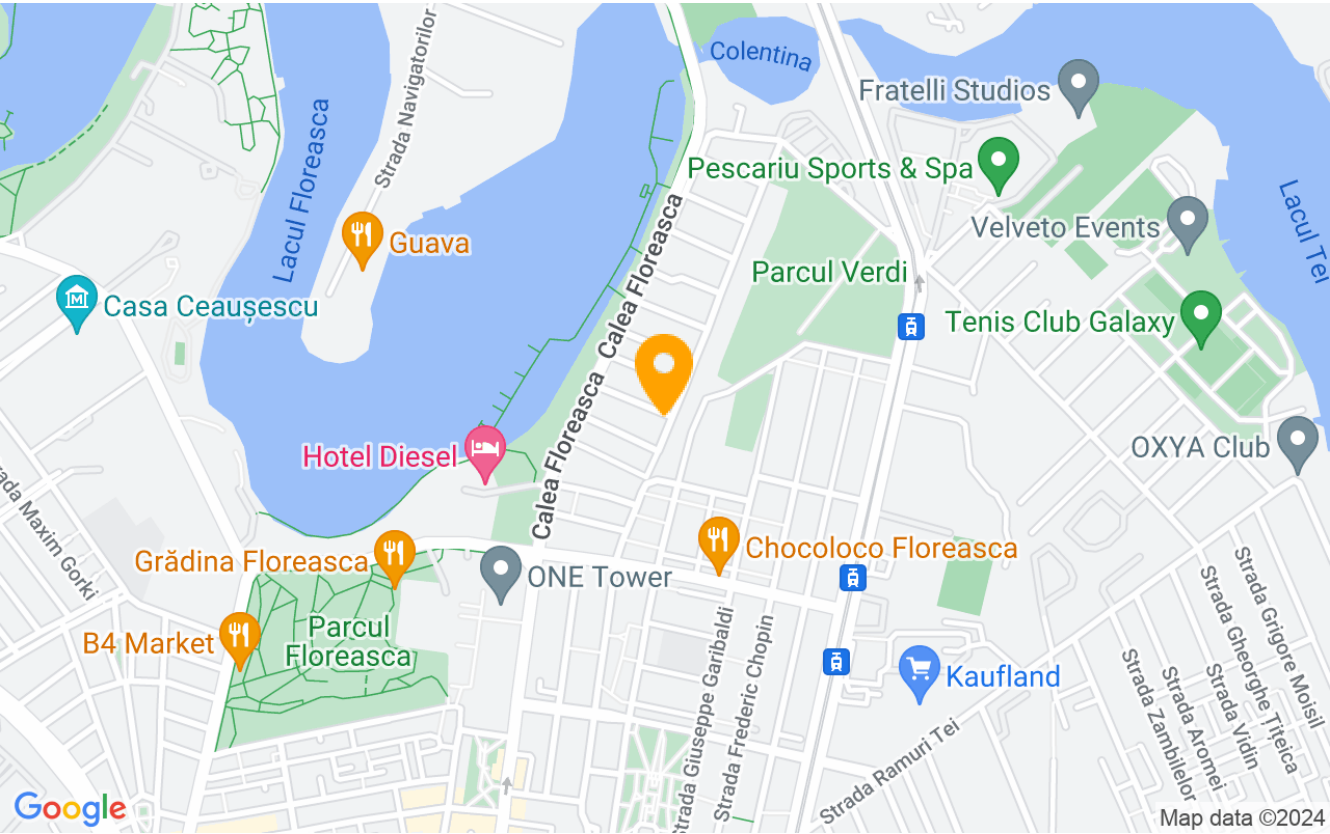 Strada Navigatorilor
Colentina
Fratelli Studios
Lacul Floreasca
Pescariu Sports & Spa
Lacul Tei
Velveto Events
Guava
Calea Floreasca
Parcul Verdi
Casa Ceaușescu
Tenis Club Galaxy
Calea Floreasca
Hotel Diesel
OXYA Club
rada Maxim Gorki
Grădina Floreasca
Chocoloco Floreasca
ONE Tower
Strada Grigore Moisil
Strada Gheorghe Țițeica
Parcul
Floreasca
B4 Market
Strada Giuseppe Garibaldi
Strada Frederic Chopin
Kaufland
Strada Vidin
Strada Aromei
Strada Zambilelor
Strada Ramuri Tei
Google
Map data ©2024